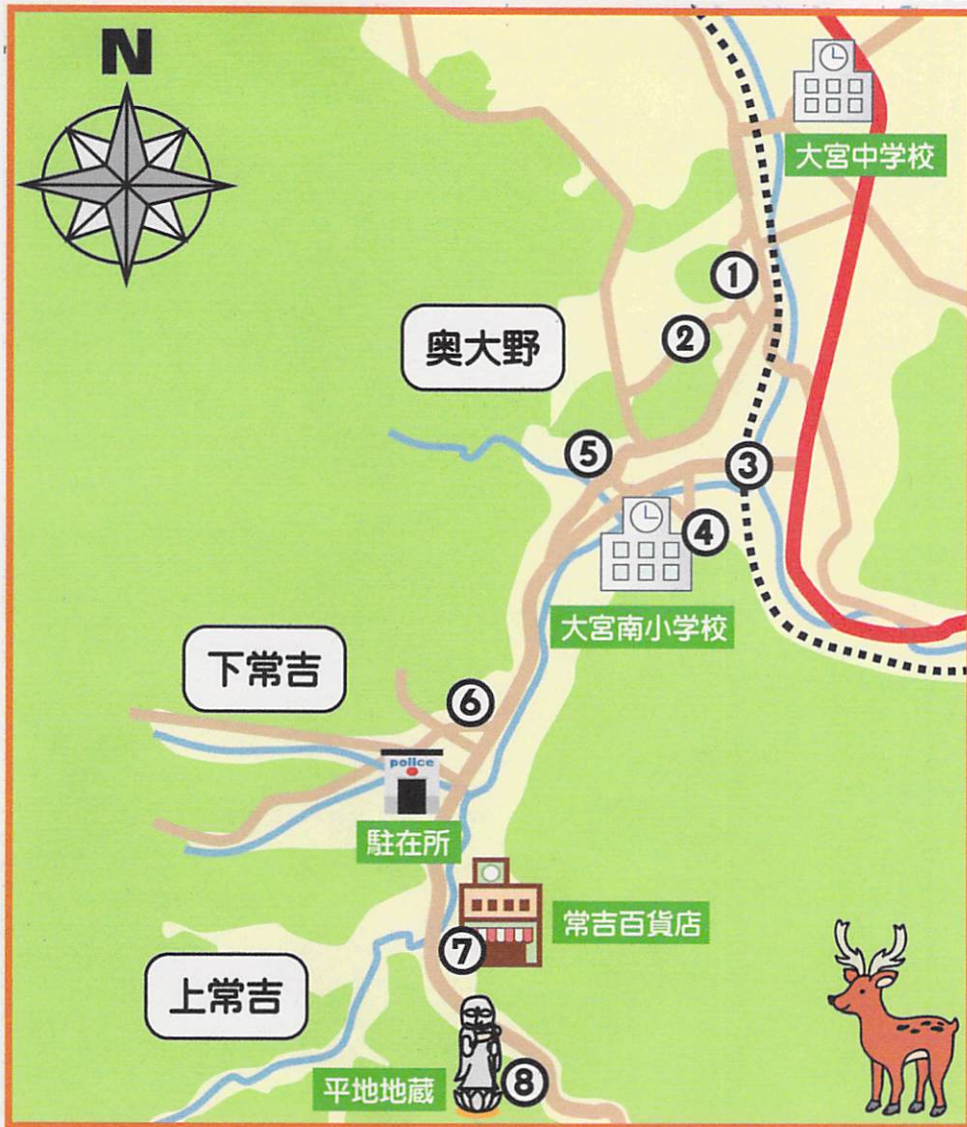 N
大宮中学校
①
奥大野
②
⑤
③
④
大宮南小学校
下常吉
⑥
police
駐在所
常吉百貨店
⑦
上常吉
平地地蔵
⑧